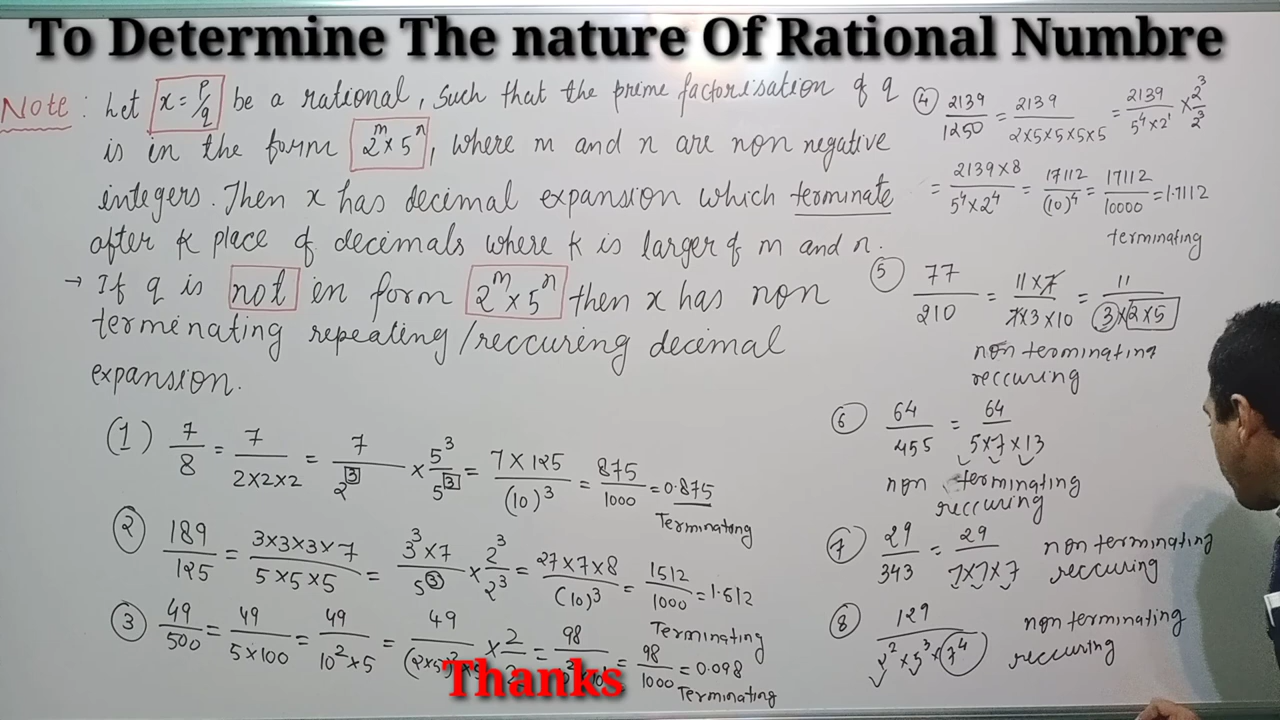 To Determine The nature Of Rational Numbre
Note : Let x = p/q be a rational, such that the prime factorisation of q
is in the form 2^m × 5^n, where m and n are non negative
integers. Then x has decimal expansion which terminate
after k place of decimals where k is larger of m and n.
→ If q is not in form 2^m × 5^n then x has non
terminating repeating/reccuring decimal
expansion.
(1) 7/8 = 7/2×2×2 = 7/2^3 × 5^3/5^3 = 7×125/(10)^3 = 875/1000 = 0.875
Terminatong
(2) 189/125 = 3×3×3×7/5×5×5 = 3^3×7/5^3 × 2^3/2^3 = 27×7×8/(10)^3 = 1512/1000 = 1.512
Terminating
(3) 49/500 = 49/5×100 = 49/10^2×5 = 49/(2×5)^2 × 2/2 = 98/ = 98/1000 = 0.098
Terminating
(4) 2139/1250 = 2139/2×5×5×5×5 = 2139/5^4×2^1 × 2^3/2^3
= 2139×8/5^4×2^4 = 17112/(10)^4 = 17112/10000 = 1.7112
terminating
(5) 77/210 = 11×7/7×3×10 = 11/3×2×5
non terminating
reccuring
(6) 64/455 = 64/5×7×13
non terminating
reccuring
(7) 29/343 = 29/7×7×7 non terminating
reccuring
(8) 129/2^2×5^3×7^4 non terminating
reccuring
Thanks